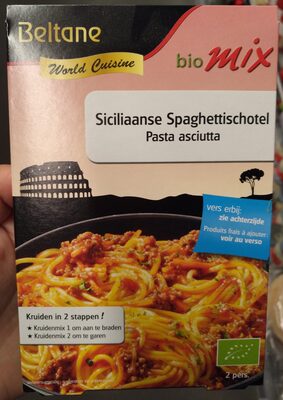 Beltane
World Cuisine
bio mix
Siciliaanse Spaghettischotel
Pasta asciutta
vers erbij:
zie achterzijde
Produits frais à ajouter:
voir au verso
Kruiden in 2 stappen!
★ Kruidenmix 1 om aan te braden
★ Kruidenmix 2 om te garen
2 pers.